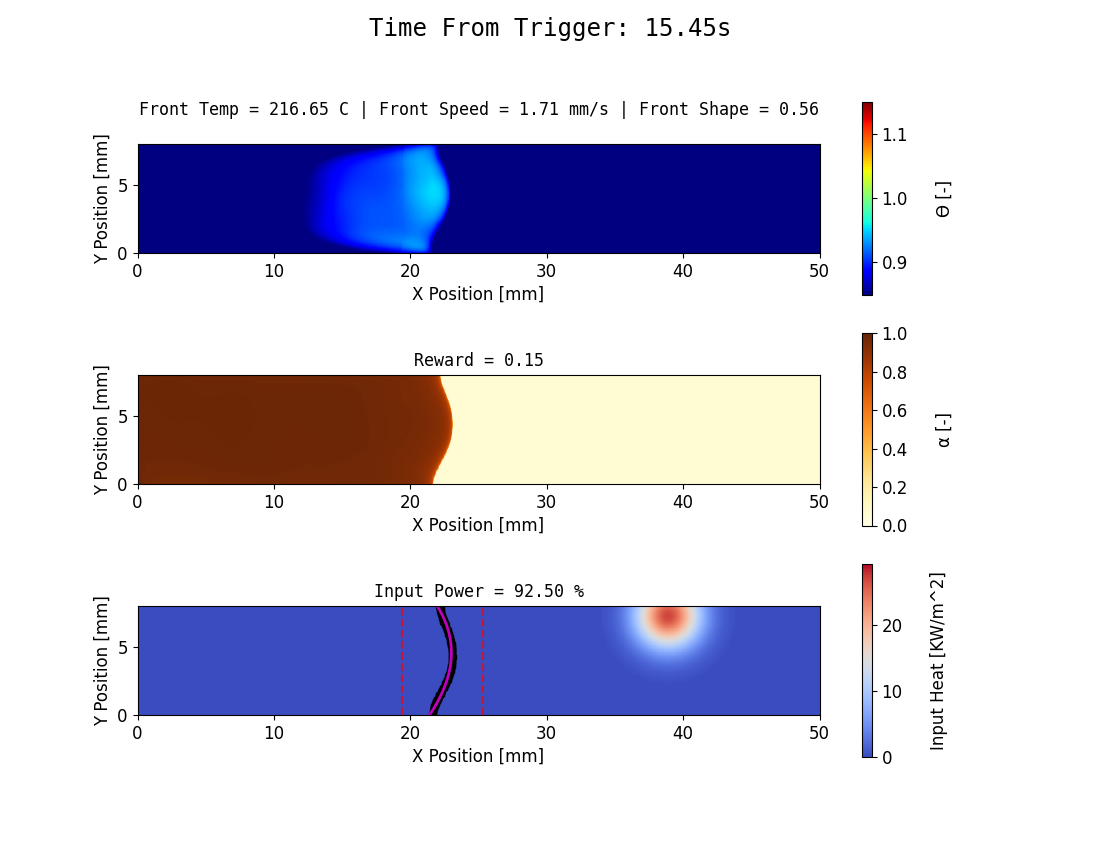 Time From Trigger: 15.45s
Front Temp = 216.65 C | Front Speed = 1.71 mm/s | Front Shape = 0.56
Y Position [mm]
5
0
0 10 20 30 40 50
X Position [mm]
1.1
1.0
0.9
Θ [-]
Reward = 0.15
Y Position [mm]
5
0
0 10 20 30 40 50
X Position [mm]
1.0
0.8
0.6
0.4
0.2
0.0
α [-]
Input Power = 92.50 %
Y Position [mm]
5
0
0 10 20 30 40 50
X Position [mm]
20
10
0
Input Heat [KW/m^2]